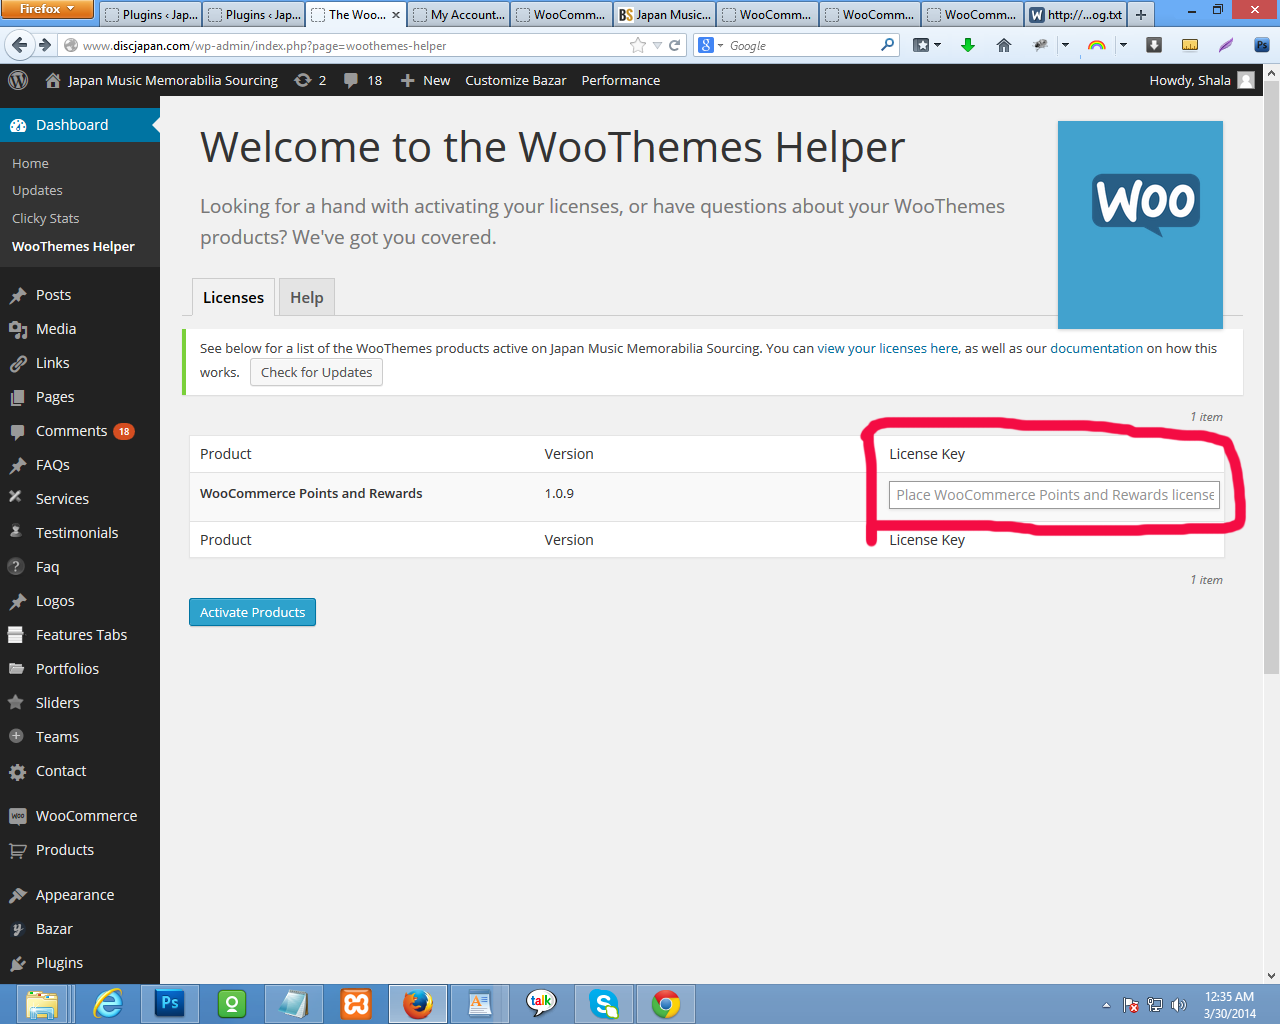 Firefox
Plugins ‹ Jap...
Plugins ‹ Jap...
The Woo...
My Account...
WooComm...
BS Japan Music...
WooComm...
WooComm...
WooComm...
W http://...og.txt
www.discjapan.com/wp-admin/index.php?page=woothemes-helper
8 Google
Ps
Japan Music Memorabilia Sourcing 2 18 New Customize Bazar Performance Howdy, Shala
Dashboard
Home
Updates
Clicky Stats
WooThemes Helper
Posts
Media
Links
Pages
Comments 18
FAQs
Services
Testimonials
Faq
Logos
Features Tabs
Portfolios
Sliders
Teams
Contact
WooCommerce
Products
Appearance
Bazar
Plugins
Welcome to the WooThemes Helper
Looking for a hand with activating your licenses, or have questions about your WooThemes
products? We've got you covered.
WOO
Licenses Help
See below for a list of the WooThemes products active on Japan Music Memorabilia Sourcing. You can view your licenses here, as well as our documentation on how this
works. Check for Updates
1 item
Product Version License Key
WooCommerce Points and Rewards 1.0.9 Place WooCommerce Points and Rewards license
Product Version License Key
1 item
Activate Products
Ps
talk
12:35 AM
3/30/2014